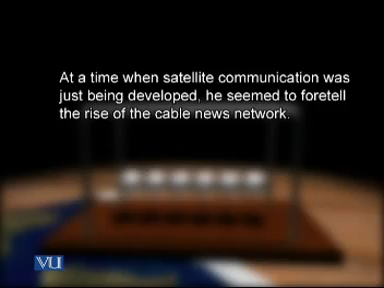 At a time when satellite communication was
just being developed, he seemed to foretell
the rise of the cable news network.
VU